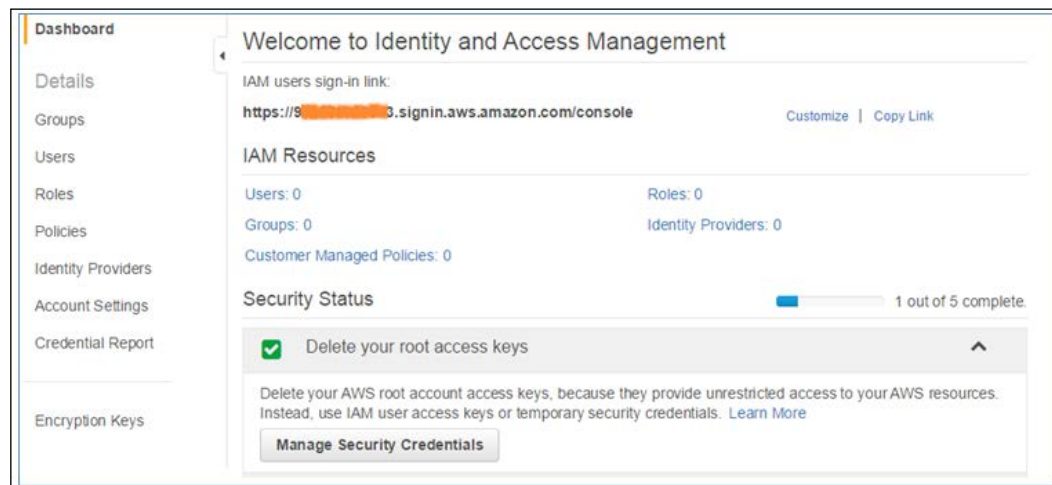 Dashboard
Details
Groups
Users
Roles
Policies
Identity Providers
Account Settings
Credential Report
Encryption Keys
Welcome to Identity and Access Management
IAM users sign-in link:
https://9 3.signin.aws.amazon.com/console
Customize | Copy Link
IAM Resources
Users: 0
Roles: 0
Groups: 0
Identity Providers: 0
Customer Managed Policies: 0
Security Status
1 out of 5 complete.
Delete your root access keys
Delete your AWS root account access keys, because they provide unrestricted access to your AWS resources.
Instead, use IAM user access keys or temporary security credentials. Learn More
Manage Security Credentials